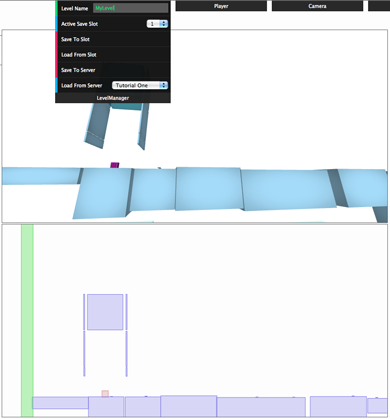 Level Name MyLevel
Player
Camera
Active Save Slot 1
Save To Slot
Load From Slot
Save To Server
Load From Server Tutorial One
LevelManager